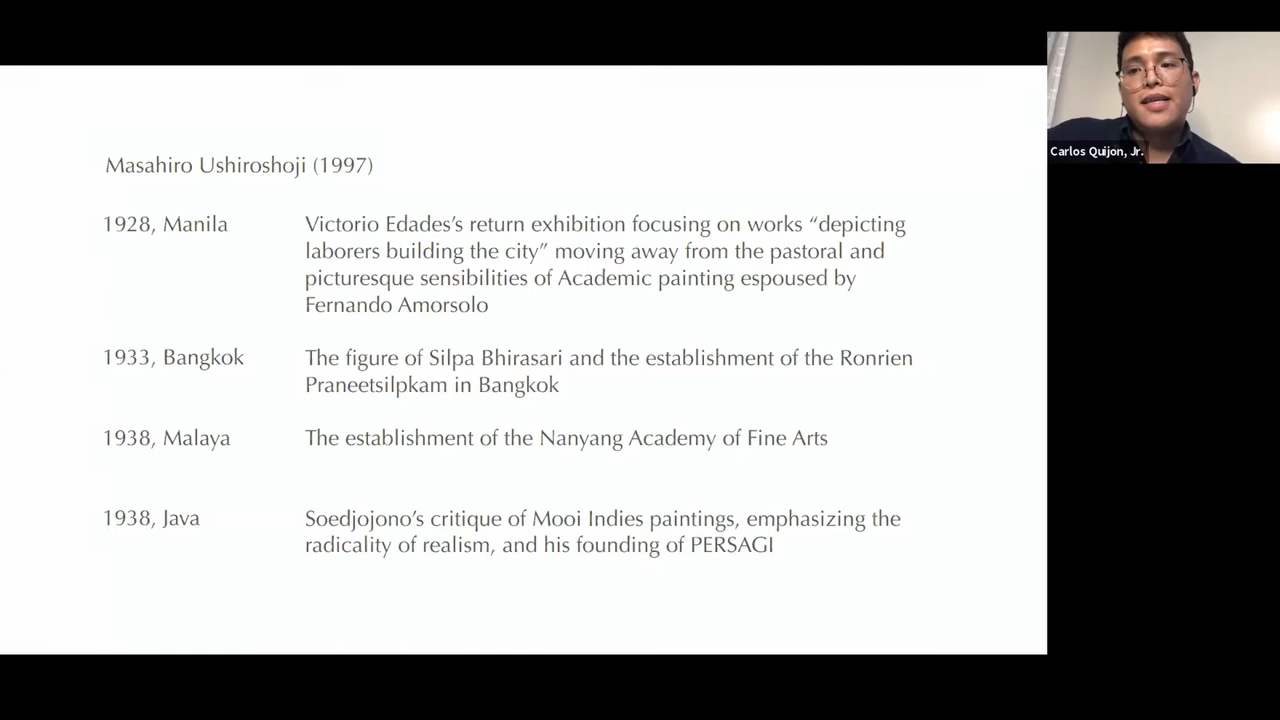 Masahiro Ushiroshoji (1997)
1928, Manila
Victorio Edades’s return exhibition focusing on works “depicting
laborers building the city” moving away from the pastoral and
picturesque sensibilities of Academic painting espoused by
Fernando Amorsolo
1933, Bangkok
The figure of Silpa Bhirasari and the establishment of the Ronrien
Praneetsilpkam in Bangkok
1938, Malaya
The establishment of the Nanyang Academy of Fine Arts
1938, Java
Soedjojono’s critique of Mooi Indies paintings, emphasizing the
radicality of realism, and his founding of PERSAGI
Carlos Quijon, Jr.